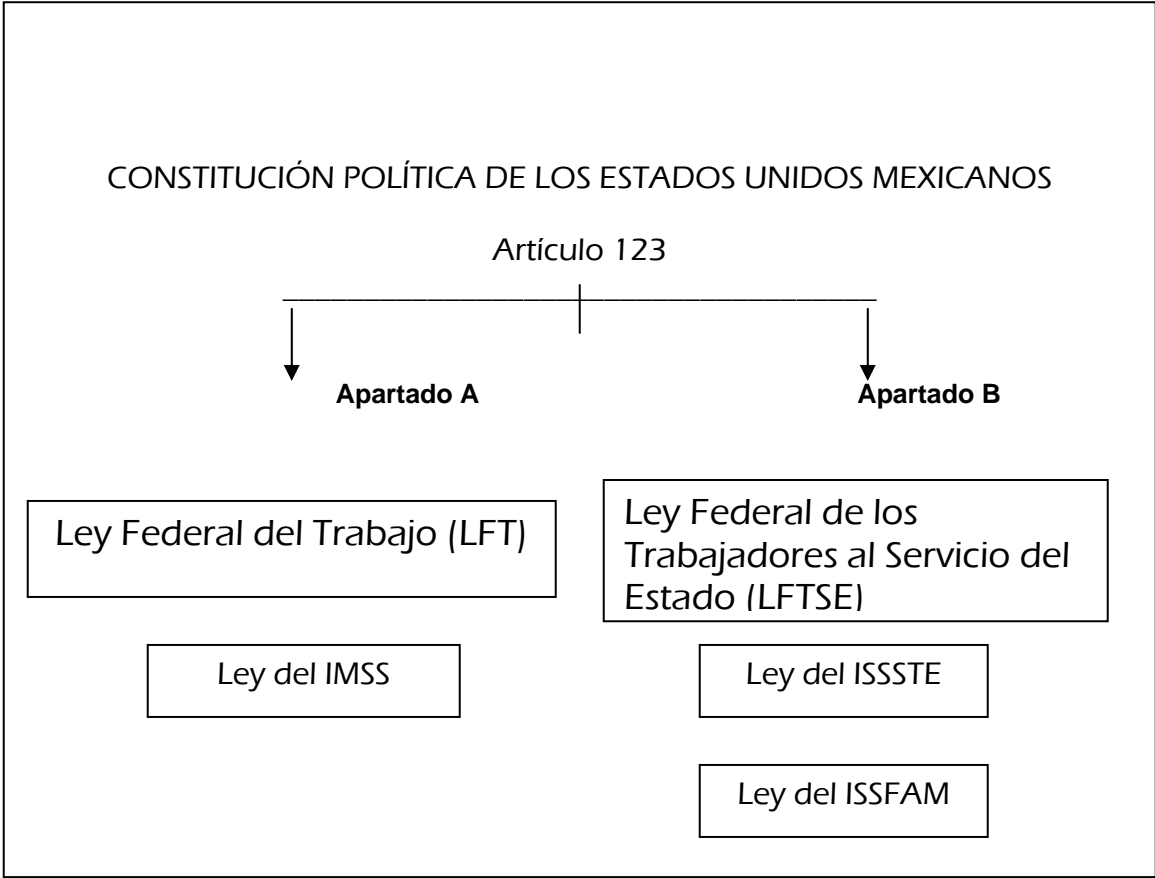 CONSTITUCIÓN POLÍTICA DE LOS ESTADOS UNIDOS MEXICANOS
Artículo 123
Apartado A
Apartado B
Ley Federal del Trabajo (LFT)
Ley Federal de los
Trabajadores al Servicio del
Estado (LFTSE)
Ley del IMSS
Ley del ISSSTE
Ley del ISSFAM